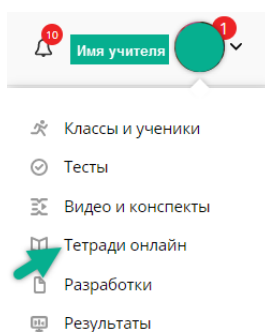 10
Имя учителя
1
Классы и ученики
Тесты
Видео и конспекты
Тетради онлайн
Разработки
Результаты